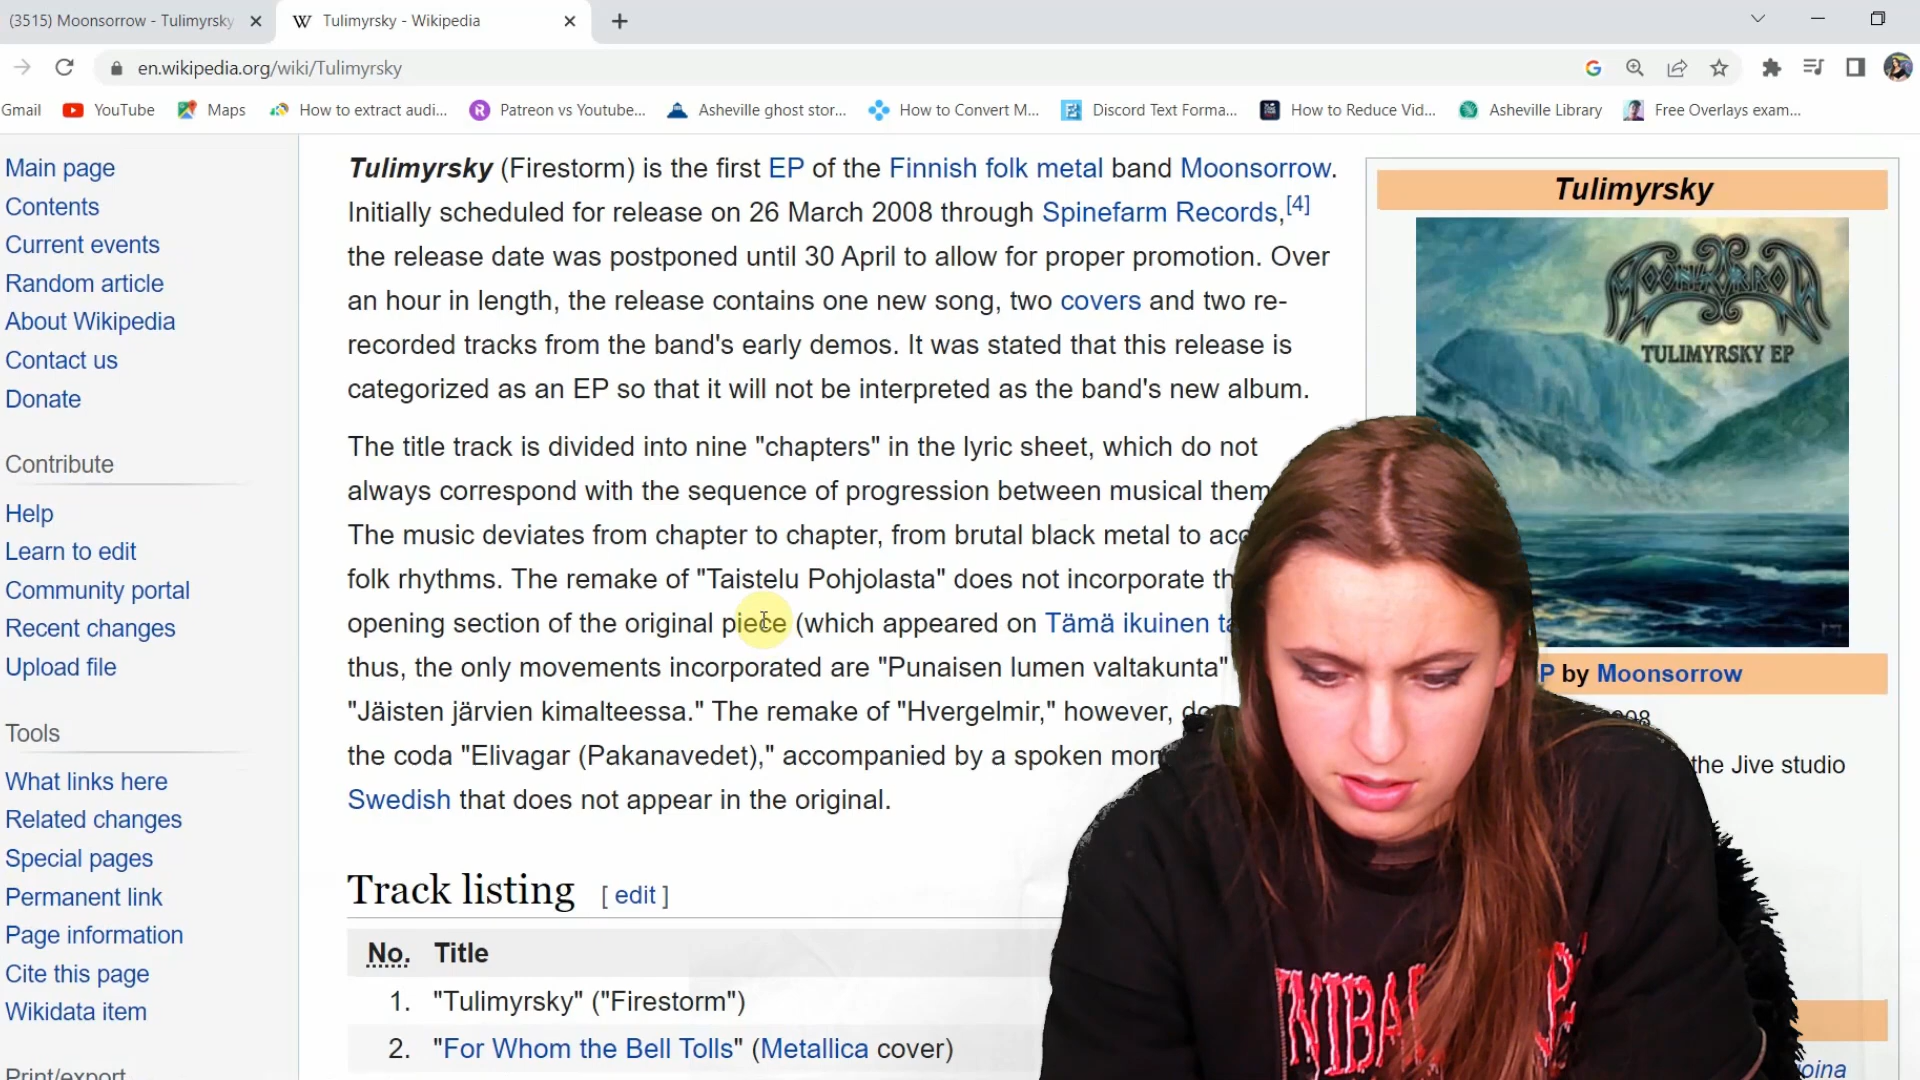 (3515) Moonsorrow - Tulimyrsky
Tulimyrsky - Wikipedia
en.wikipedia.org/wiki/Tulimyrsky
Gmail YouTube Maps How to extract audi... Patreon vs Youtube... Asheville ghost stor... How to Convert M... Discord Text Forma... How to Reduce Vid... Asheville Library Free Overlays exam...
Main page
Contents
Current events
Random article
About Wikipedia
Contact us
Donate
Contribute
Help
Learn to edit
Community portal
Recent changes
Upload file
Tools
What links here
Related changes
Special pages
Permanent link
Page information
Cite this page
Wikidata item
Print/export
Tulimyrsky (Firestorm) is the first EP of the Finnish folk metal band Moonsorrow.
Initially scheduled for release on 26 March 2008 through Spinefarm Records,[4]
the release date was postponed until 30 April to allow for proper promotion. Over
an hour in length, the release contains one new song, two covers and two re-
recorded tracks from the band's early demos. It was stated that this release is
categorized as an EP so that it will not be interpreted as the band's new album.
The title track is divided into nine "chapters" in the lyric sheet, which do not
always correspond with the sequence of progression between musical them
The music deviates from chapter to chapter, from brutal black metal to aco
folk rhythms. The remake of "Taistelu Pohjolasta" does not incorporate th
opening section of the original piece (which appeared on Tämä ikuinen ta
thus, the only movements incorporated are "Punaisen lumen valtakunta"
"Jäisten järvien kimalteessa." The remake of "Hvergelmir," however, do
the coda "Elivagar (Pakanavedet)," accompanied by a spoken mon
Swedish that does not appear in the original.
Track listing [ edit ]
No. Title
1. "Tulimyrsky" ("Firestorm")
2. "For Whom the Bell Tolls" (Metallica cover)
Tulimyrsky
MOONSORROW
TULIMYRSKY EP
P by Moonsorrow
the Jive studio
oina
NIBA